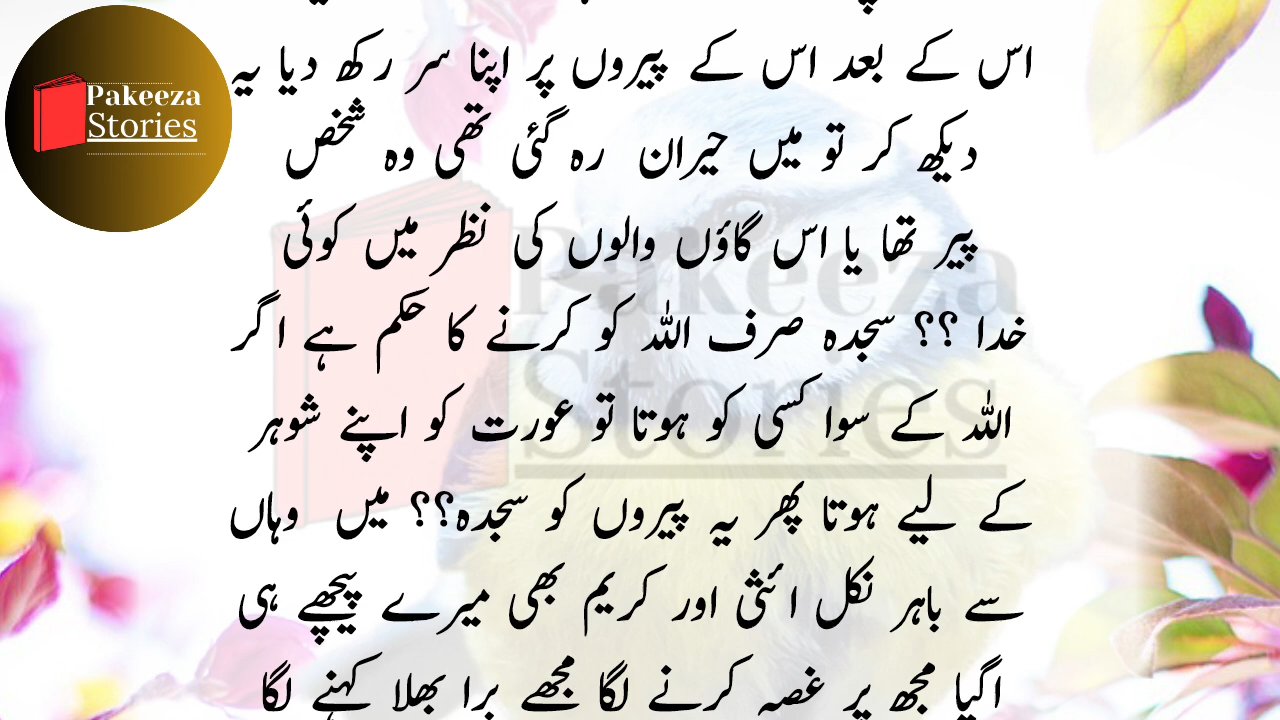 Pakeeza
Stories
اس کے بعد اس کے پیروں پر اپنا سر رکھ دیا یہ
دیکھ کر تو میں حیران رہ گئی تھی وہ شخص
پیر تھا یا اس گاؤں والوں کی نظر میں کوئی
خدا ؟؟ سجدہ صرف اللہ کو کرنے کا حکم ہے اگر
اللہ کے سوا کسی کو ہوتا تو عورت کو اپنے شوہر
کے لیے ہوتا پھر یہ پیروں کو سجدہ؟؟ میں وہاں
سے باہر نکل ائئی اور کریم بھی میرے پیچھے ہی
اگیا مجھ پر غصہ کرنے لگا مجھے برا بھلا کہنے لگا
Pakeeza
Stories